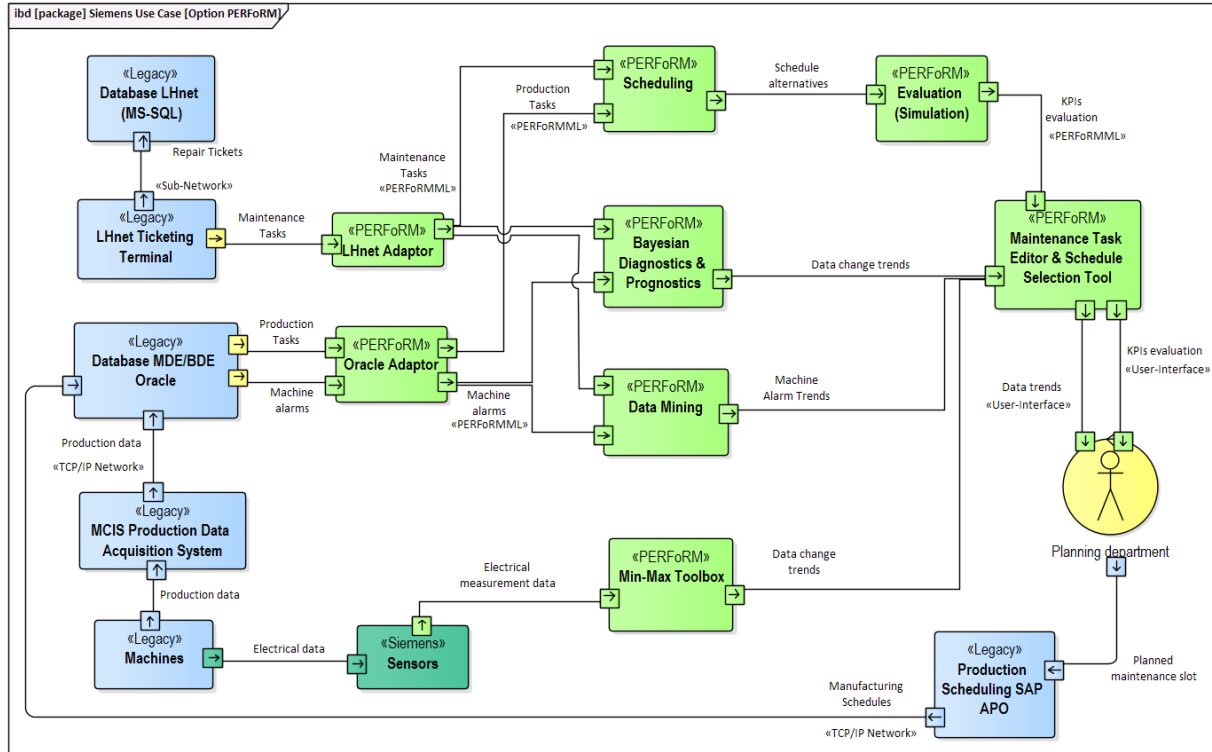 ibd [package] Siemens Use Case [Option PERFoRM]
«Legacy»
Database LHnet
(MS-SQL)
Repair Tickets
«Sub-Network»
«Legacy»
LHnet Ticketing
Terminal
Maintenance
Tasks
«PERFoRM»
LHnet Adaptor
Maintenance
Tasks
«PERFoRMML»
Production
Tasks
«PERFoRMML»
«PERFoRM»
Scheduling
Schedule
alternatives
«PERFoRM»
Evaluation
(Simulation)
KPIs
evaluation
«PERFoRMML»
«PERFoRM»
Bayesian
Diagnostics &
Prognostics
Data change trends
«PERFoRM»
Maintenance Task
Editor & Schedule
Selection Tool
«Legacy»
Database MDE/BDE
Oracle
Production
Tasks
Machine
alarms
«PERFoRM»
Oracle Adaptor
Machine
alarms
«PERFoRMML»
«PERFoRM»
Data Mining
Machine
Alarm Trends
Data trends
«User-Interface»
KPIs evaluation
«User-Interface»
Production data
«TCP/IP Network»
«Legacy»
MCIS Production Data
Acquisition System
Production data
«Legacy»
Machines
Electrical data
«Siemens»
Sensors
Electrical
measurement data
«PERFoRM»
Min-Max Toolbox
Data change
trends
Planning department
Planned
maintenance slot
«Legacy»
Production
Scheduling SAP
APO
Manufacturing
Schedules
«TCP/IP Network»